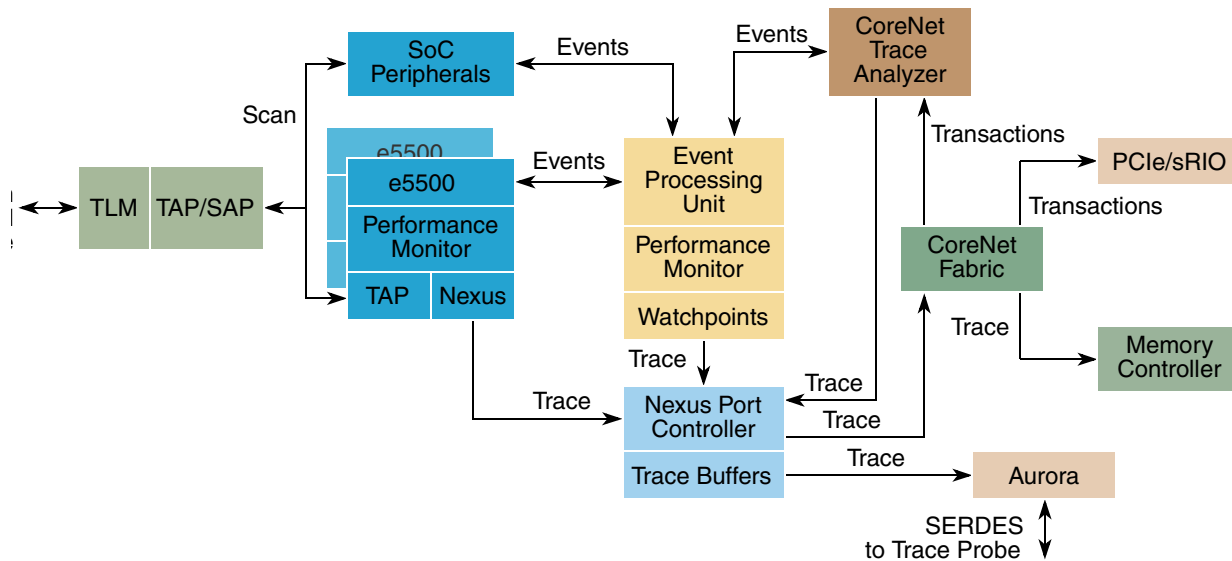 SoC
Peripherals
Events
Events
CoreNet
Trace
Analyzer
Scan
e5500
e5500
Performance
Monitor
TAP
Nexus
Events
Event
Processing
Unit
Performance
Monitor
Watchpoints
Transactions
PCIe/sRIO
Transactions
TLM
TAP/SAP
CoreNet
Fabric
Trace
Memory
Controller
Trace
Trace
Trace
Nexus Port
Controller
Trace
Trace Buffers
Trace
Aurora
SERDES
to Trace Probe